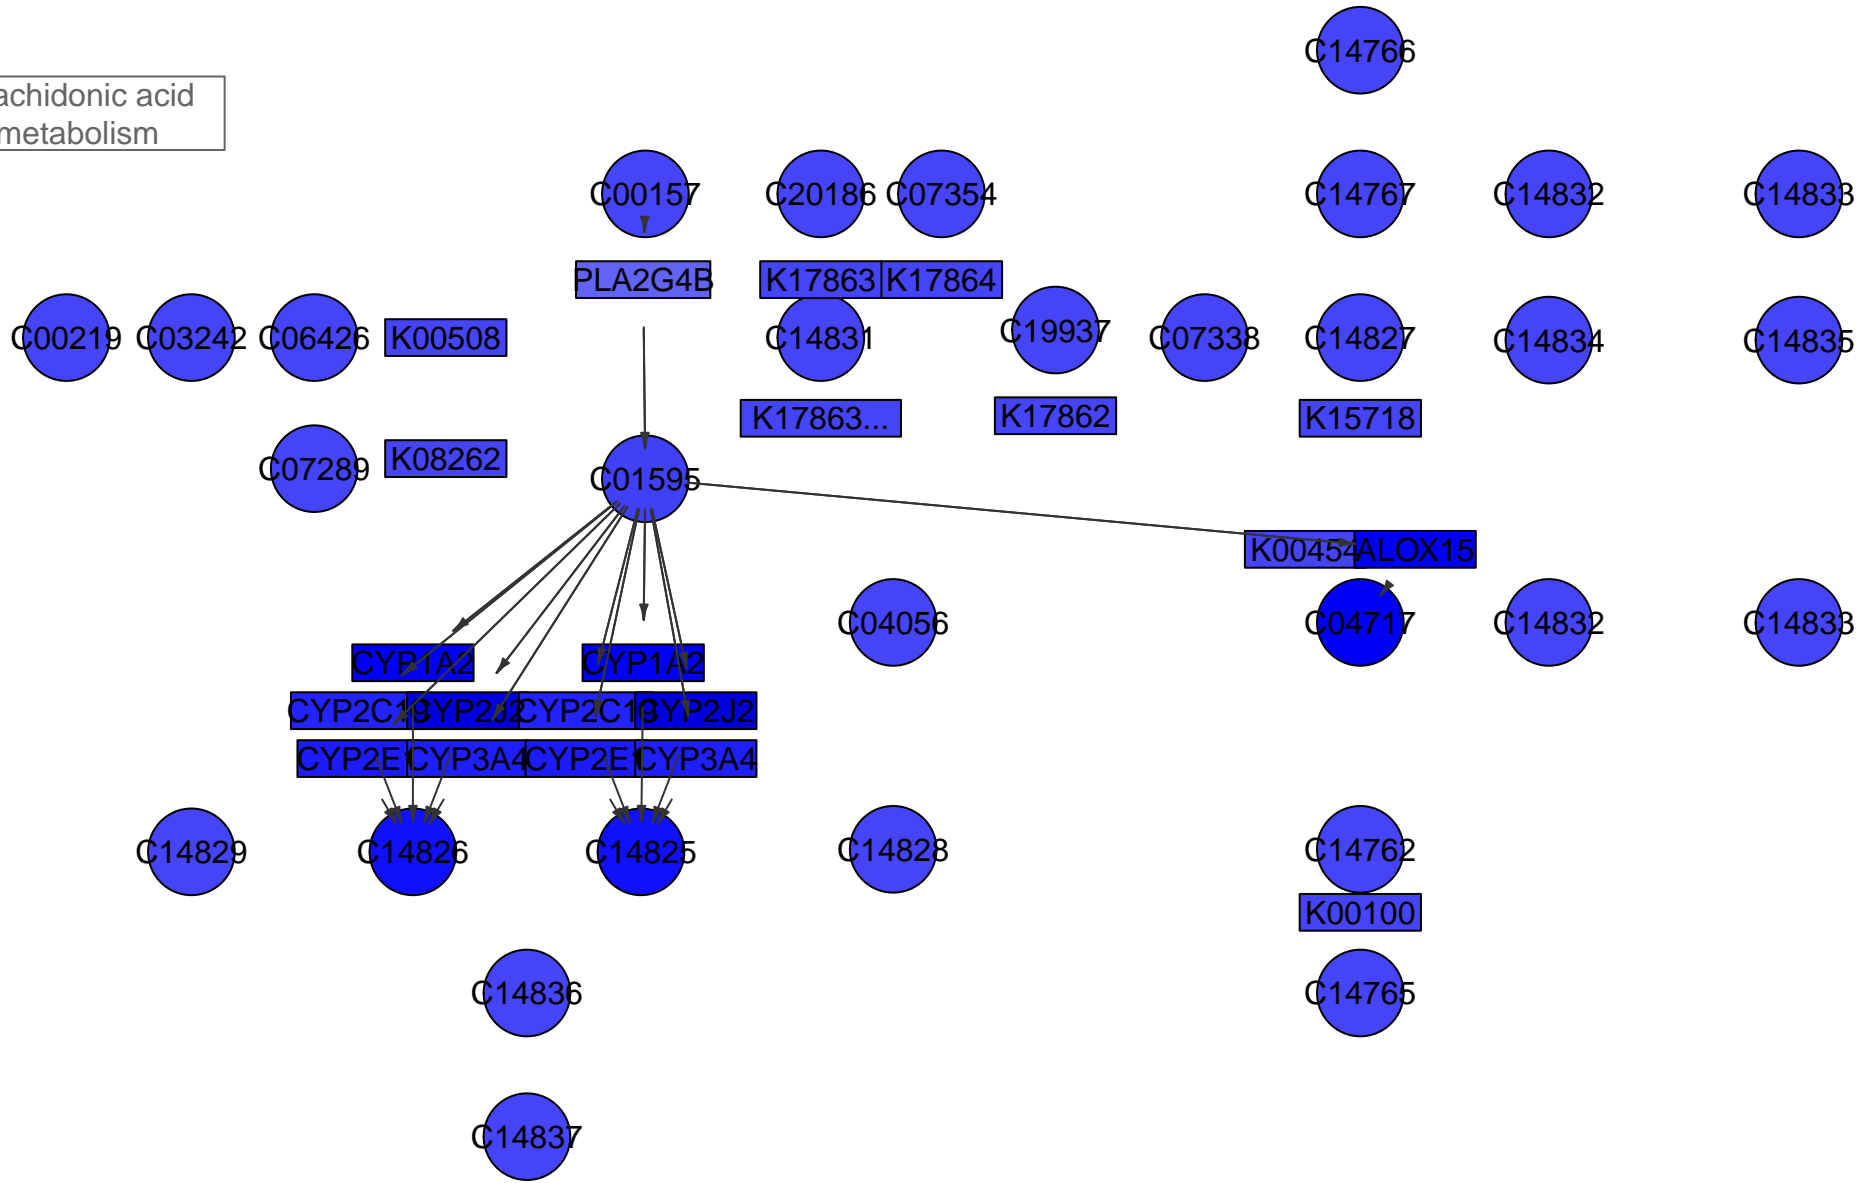 C14766
achidonic acid
metabolism
C00157
C20186
C07354
C14767
C14832
C14833
PLA2G4B
K17863
K17864
C00219
C03242
C06426
K00508
C14831
C19937
C07338
C14827
C14834
C14835
K17863...
K17862
K15718
C07289
K08262
C01595
K00454
ALOX15
C04056
C04717
C14832
C14833
CYP1A2
CYP1A2
CYP2C19
CYP2J2
CYP2C19
CYP2J2
CYP2E1
CYP3A4
CYP2E1
CYP3A4
C14829
C14826
C14825
C14828
C14762
K00100
C14836
C14765
C14837